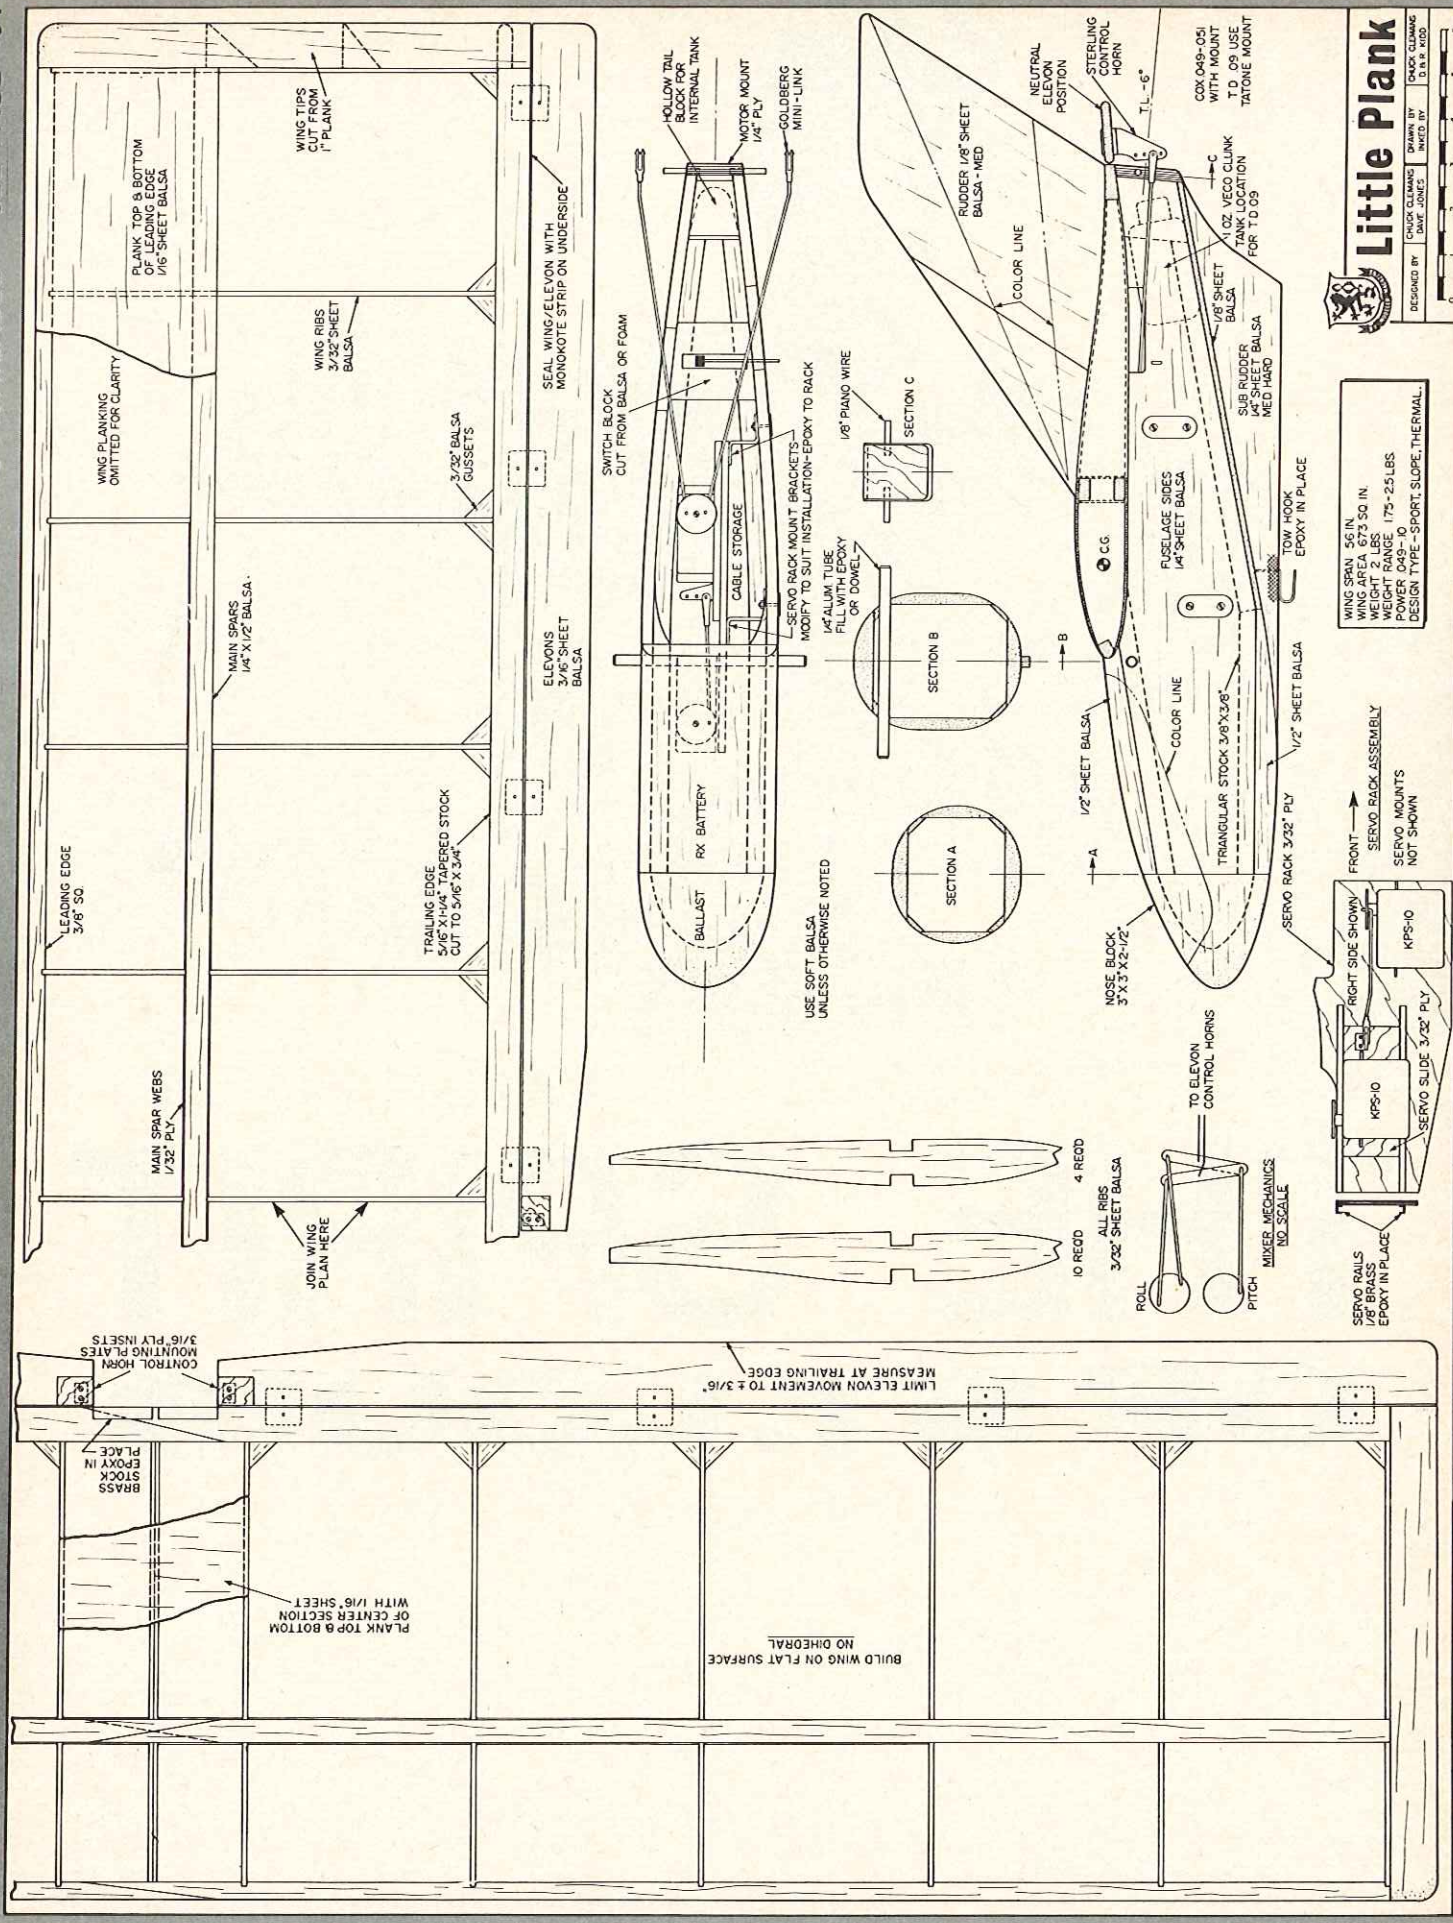 WING TIPS
CUT FROM
1" PLANK
PLANK TOP & BOTTOM
OF LEADING EDGE
1/16" SHEET BALSA
WING PLANKING
OMITTED FOR CLARITY
WING RIBS
3/32" SHEET
BALSA
SEAL WING/ELEVON WITH
MONOKOTE STRIP ON UNDERSIDE
3/32" BALSA
GUSSETS
MAIN SPARS
1/4" X 1/2" BALSA
ELEVONS
3/16" SHEET
BALSA
LEADING EDGE
3/8" SQ.
TRAILING EDGE
5/16" X 1-1/4" TAPERED STOCK
CUT TO 5/16" X 3/4"
MAIN SPAR WEBS
1/32" PLY
JOIN WING
PLAN HERE
HOLLOW TAIL
BLOCK FOR
INTERNAL TANK
MOTOR MOUNT
1/4" PLY
GOLDBERG
MINI-LINK
SWITCH BLOCK
CUT FROM BALSA OR FOAM
CABLE STORAGE
SERVO RACK MOUNT BRACKETS
MODIFY TO SUIT INSTALLATION-EPOXY TO RACK
RX BATTERY
BALLAST
1/8" PIANO WIRE
SECTION C
1/4" ALUM. TUBE
FILL WITH EPOXY
OR DOWEL
SECTION B
SECTION A
USE SOFT BALSA
UNLESS OTHERWISE NOTED
NEUTRAL
ELEVON
POSITION
STERLING
CONTROL
HORN
T.L. -6°
COX 049-051
WITH MOUNT
T D 09 USE
TATONE MOUNT
RUDDER 1/8" SHEET
BALSA - MED
COLOR LINE
C
1 OZ. VECO CLUNK
TANK LOCATION
FOR T D 09
1/8" SHEET
BALSA
SUB RUDDER
1/4" SHEET BALSA
MED HARD
FUSELAGE SIDES
1/4" SHEET BALSA
C.G.
TOW HOOK
EPOXY IN PLACE
B
1/2" SHEET BALSA
COLOR LINE
TRIANGULAR STOCK 3/8" X 3/8"
1/2" SHEET BALSA
A
NOSE BLOCK
3" X 3" X 2-1/2"
Little Plank
DESIGNED BY
CHUCK CLEMANS
DAVE JONES
DRAWN BY
CHUCK CLEMANS
INKED BY
D. & R. KIDD
WING SPAN 56 IN.
WING AREA 673 SQ. IN.
WEIGHT 2 LBS.
WEIGHT RANGE 1.75-2.5 LBS.
POWER .049-.10
DESIGN TYPE - SPORT, SLOPE, THERMAL.
SERVO RACK 3/32" PLY
FRONT
SERVO RACK ASSEMBLY
SERVO MOUNTS
NOT SHOWN
RIGHT SIDE SHOWN
KPS-10
KPS-10
SERVO SLIDE 3/32" PLY
SERVO RAILS
1/8" BRASS
EPOXY IN PLACE
10 REQ'D
4 REQ'D
ALL RIBS
3/32" SHEET BALSA
TO ELEVON
CONTROL HORNS
ROLL
PITCH
MIXER MECHANICS
NO SCALE
CONTROL HORN
MOUNTING PLATES
3/16" PLY INSETS
BRASS
STOCK
EPOXY IN
PLACE
LIMIT ELEVON MOVEMENT TO ± 3/16"
MEASURE AT TRAILING EDGE
PLANK TOP & BOTTOM
OF CENTER SECTION
WITH 1/16" SHEET
BUILD WING ON FLAT SURFACE
NO DIHEDRAL